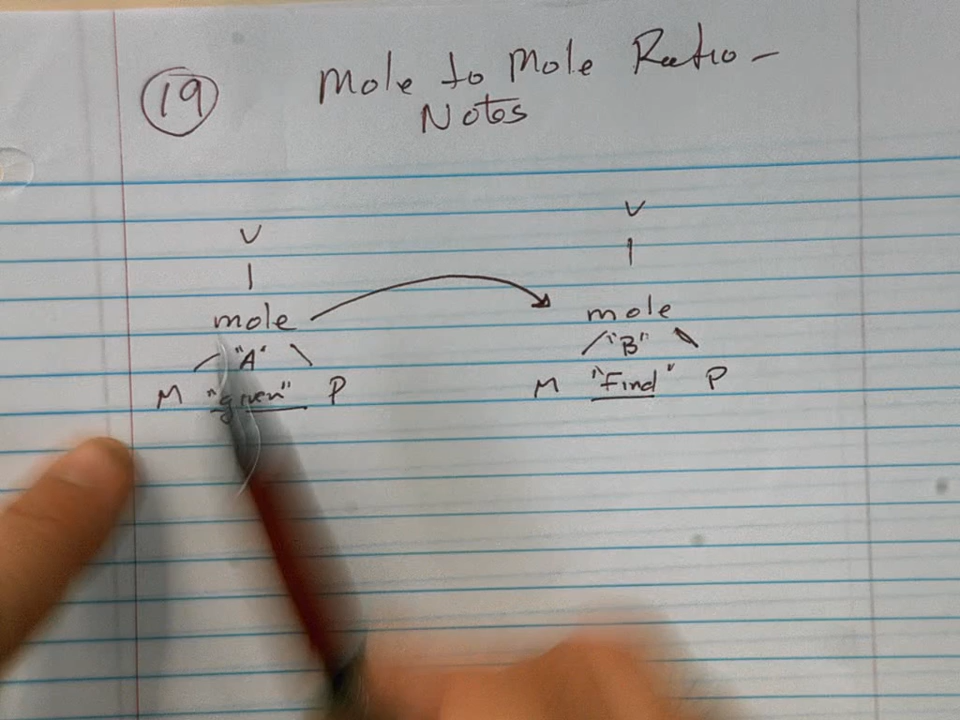 19 Mole to Mole Ratio -
Notes
V V
mole mole
"A" "B"
M "given" P M "Find" P